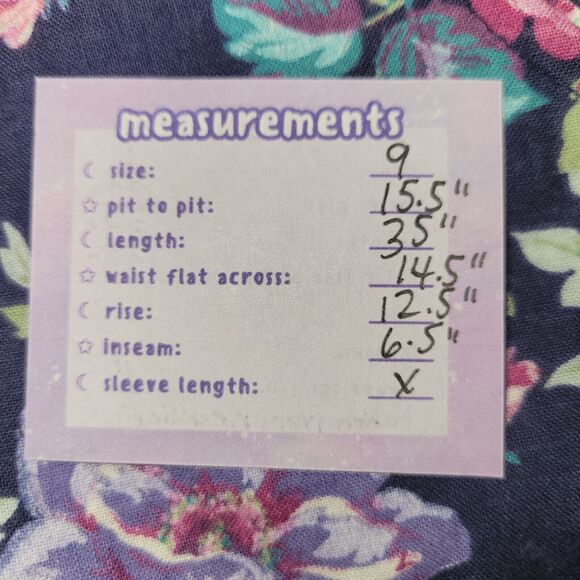 measurements
size: 9
pit to pit: 15.5"
length: 35"
waist flat across: 14.5"
rise: 12.5"
inseam: 6.5"
sleeve length: X